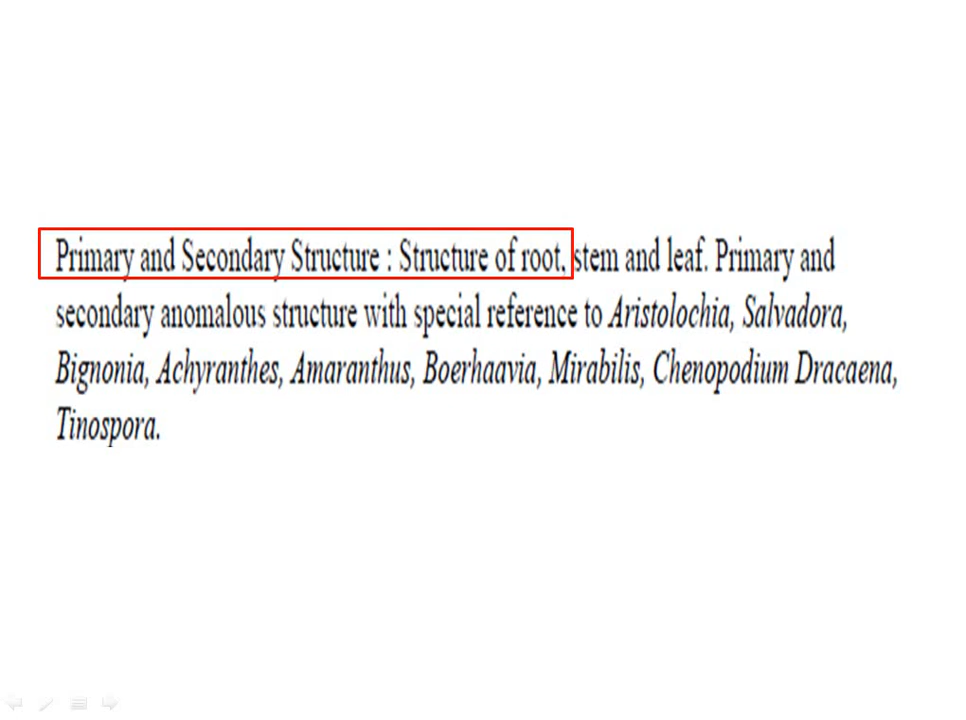 Primary and Secondary Structure : Structure of root, stem and leaf. Primary and
secondary anomalous structure with special reference to Aristolochia, Salvadora,
Bignonia, Achyranthes, Amaranthus, Boerhaavia, Mirabilis, Chenopodium Dracaena,
Tinospora.